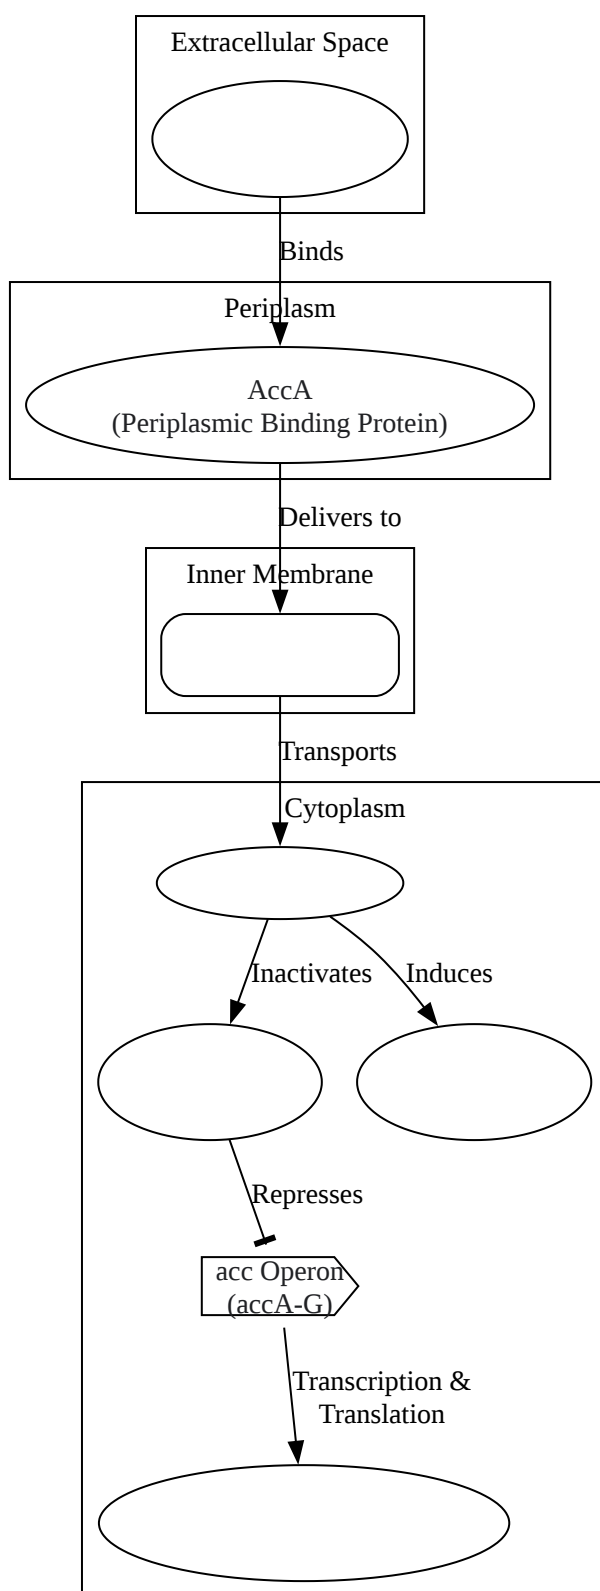 Extracellular Space
Binds
Periplasm
AccA
(Periplasmic Binding Protein)
Delivers to
Inner Membrane
Transports
Cytoplasm
Inactivates
Induces
Represses
acc Operon
(accA-G)
Transcription &
Translation